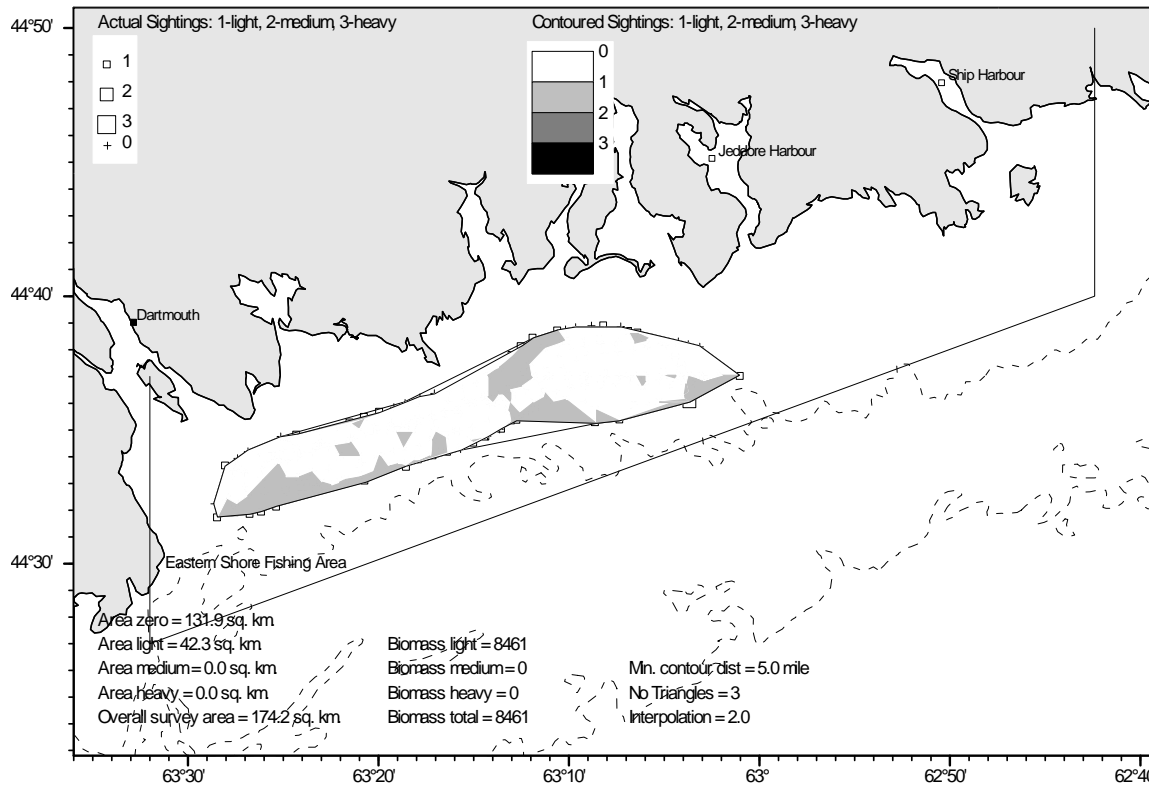 44°50'
Actual Sightings: 1-light, 2-medium, 3-heavy
Contoured Sightings: 1-light, 2-medium, 3-heavy
1
2
3
0
0
1
2
3
Ship Harbour
Jeddore Harbour
44°40'
Dartmouth
44°30'
Eastern Shore Fishing Area
Area zero = 131.9 sq. km.
Area light = 42.3 sq. km.
Area medium = 0.0 sq. km.
Area heavy = 0.0 sq. km.
Overall survey area = 174.2 sq. km.
Biomass light = 8461
Biomass medium = 0
Biomass heavy = 0
Biomass total = 8461
Min. contour dist = 5.0 mile
No Triangles = 3
Interpolation = 2.0
63°30'
63°20'
63°10'
63°
62°50'
62°40